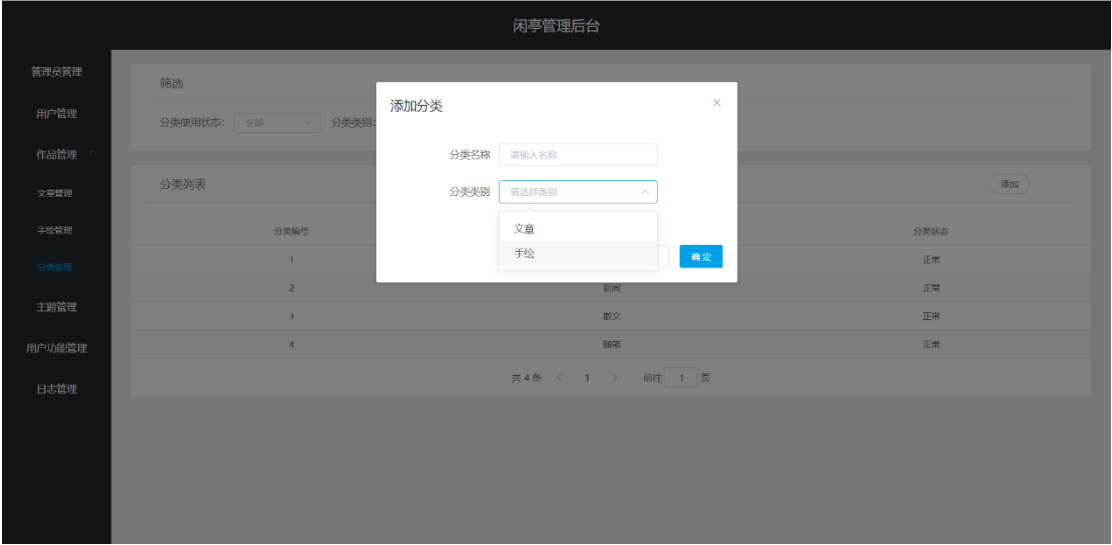 闲亭管理后台
管理员管理
用户管理
作品管理
文章管理
手绘管理
分类管理
主题管理
用户功能管理
日志管理
筛选
分类使用状态: 全部 分类类别:
添加分类
分类名称 请输入名称
分类类别 请选择类别
文章
手绘
确定
分类列表 添加
分类编号 分类状态
1 正常
2 新闻 正常
3 散文 正常
4 随笔 正常
共 4 条 1 前往 1 页